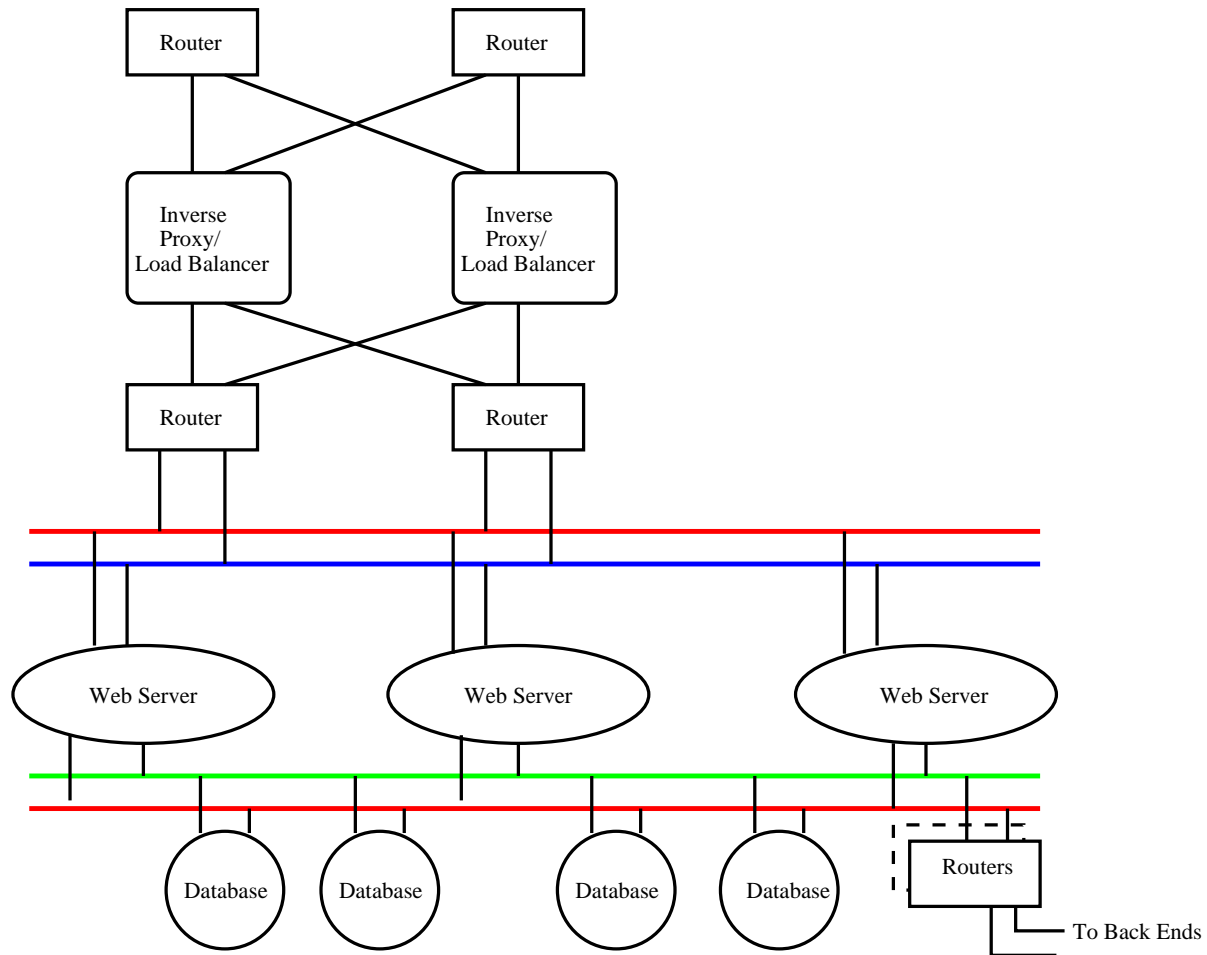 Router
Router
Inverse
Proxy/
Load Balancer
Inverse
Proxy/
Load Balancer
Router
Router
Web Server
Web Server
Web Server
Database
Database
Database
Database
Routers
To Back Ends